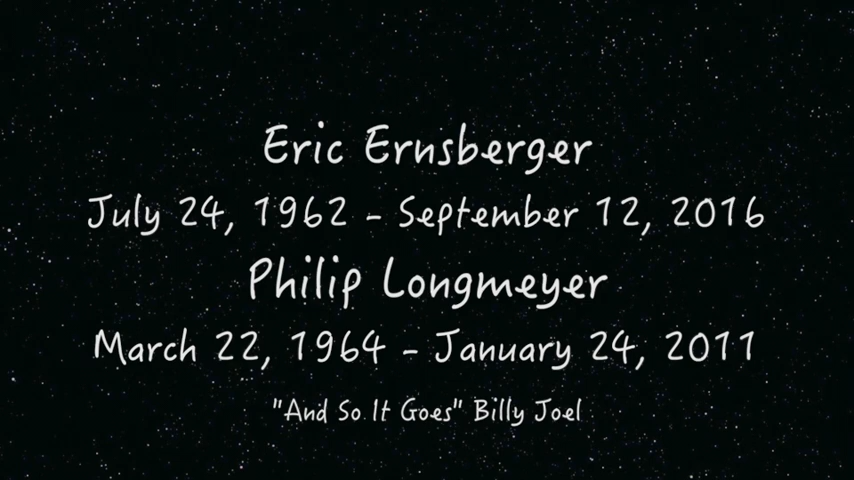 Eric Ernsberger
July 24, 1962 - September 12, 2016
Philip Longmeyer
March 22, 1964 - January 24, 2011
"And So It Goes" Billy Joel